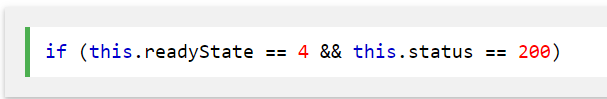 if (this.readyState == 4 && this.status == 200)